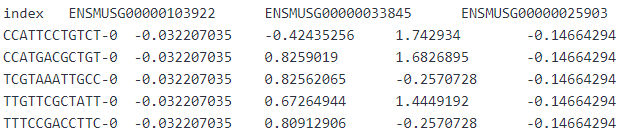 index ENSMUSG00000103922 ENSMUSG00000033845 ENSMUSG00000025903
CCATTCCTGTCT-0 -0.032207035 -0.42435256 1.742934 -0.14664294
CCATGACGCTGT-0 -0.032207035 0.8259019 1.6826895 -0.14664294
TCGTAAATTGCC-0 -0.032207035 0.82562065 -0.2570728 -0.14664294
TTGTTCGCTATT-0 -0.032207035 0.67264944 1.4449192 -0.14664294
TTTCCGACCTTC-0 -0.032207035 0.80912906 -0.2570728 -0.14664294